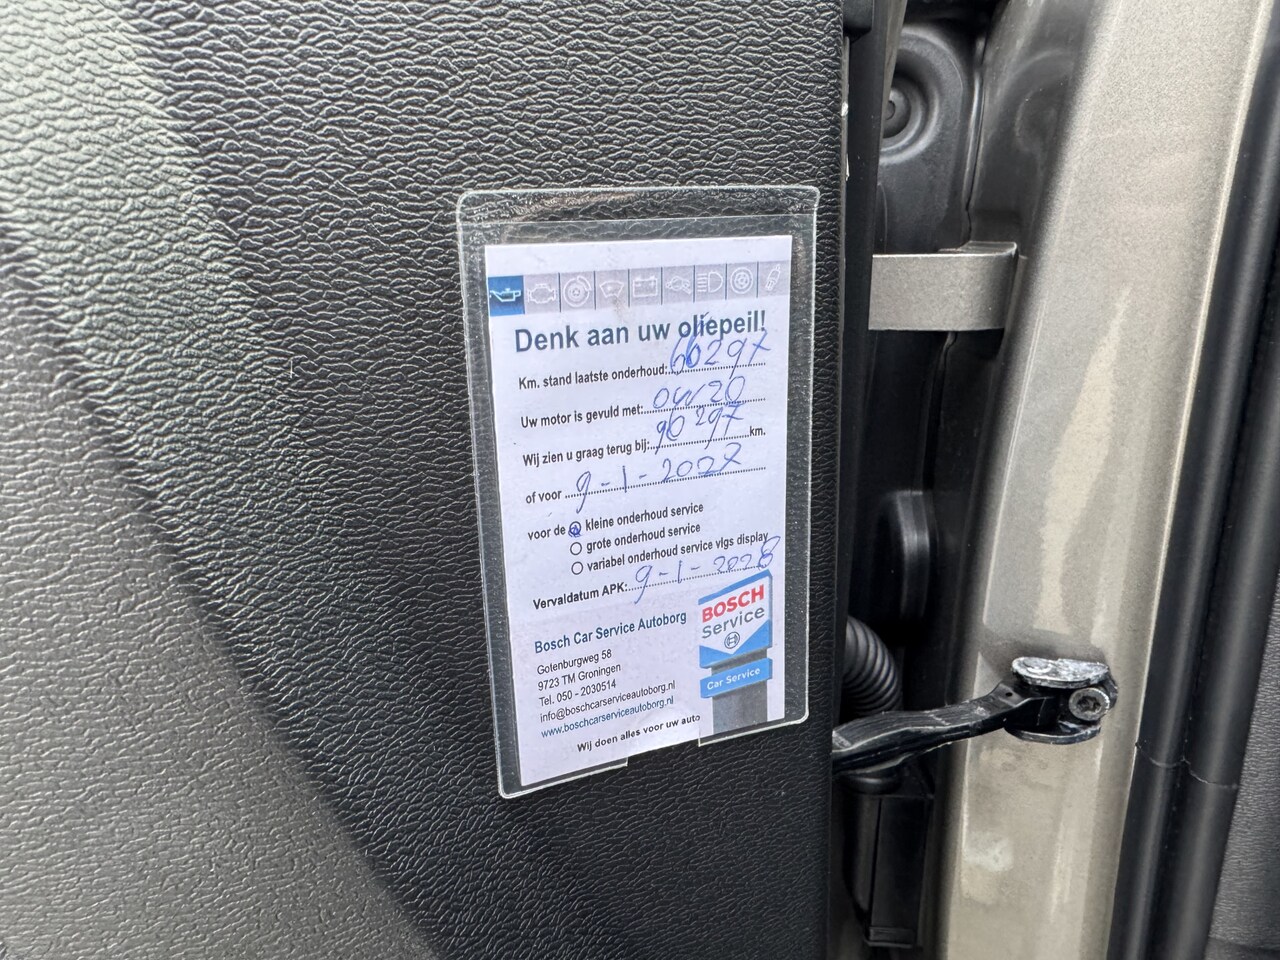 Denk aan uw oliepeil!
Km. stand laatste onderhoud: 66297
Uw motor is gevuld met: 0W20
Wij zien u graag terug bij: 96297 km.
of voor 9-1-2027
voor de kleine onderhoud service
grote onderhoud service
variabel onderhoud service vlgs display
Vervaldatum APK: 9-1-2028
Bosch Car Service Autoborg
Gotenburgweg 58
9723 TM Groningen
Tel. 050 - 2030514
info@boschcarserviceautoborg.nl
www.boschcarserviceautoborg.nl
Wij doen alles voor uw auto
BOSCH
Service
Car Service